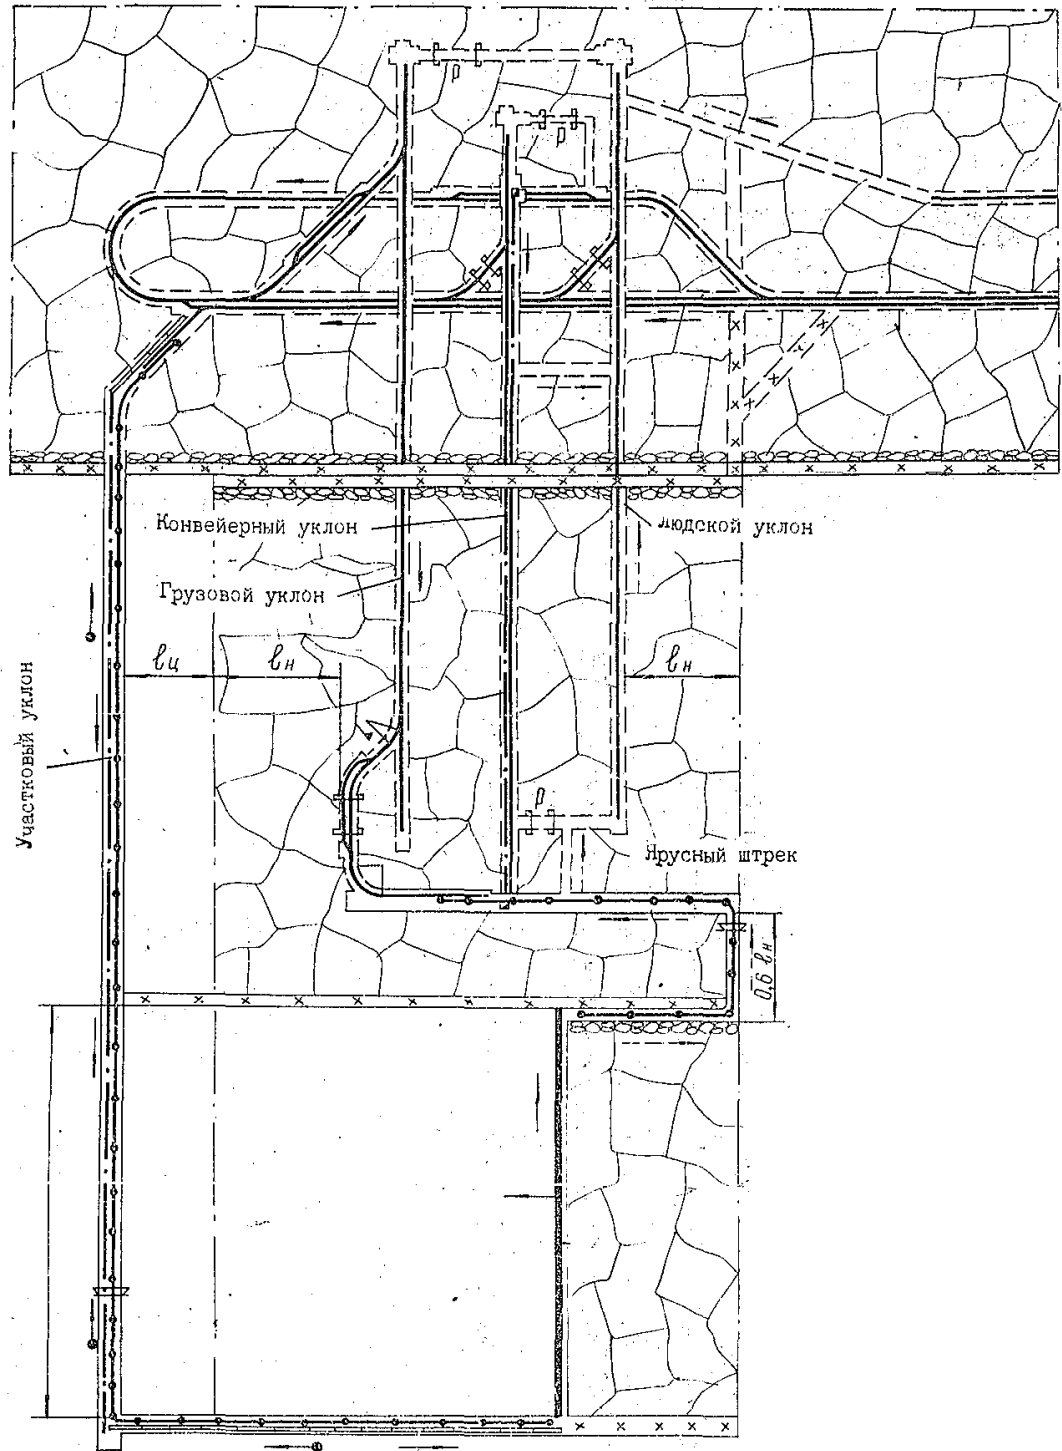 р
р
Конвейерный уклон
Людской уклон
Грузовой уклон
ℓц
ℓн
ℓн
Участковый уклон
р
Ярусный штрек
0,6 ℓн